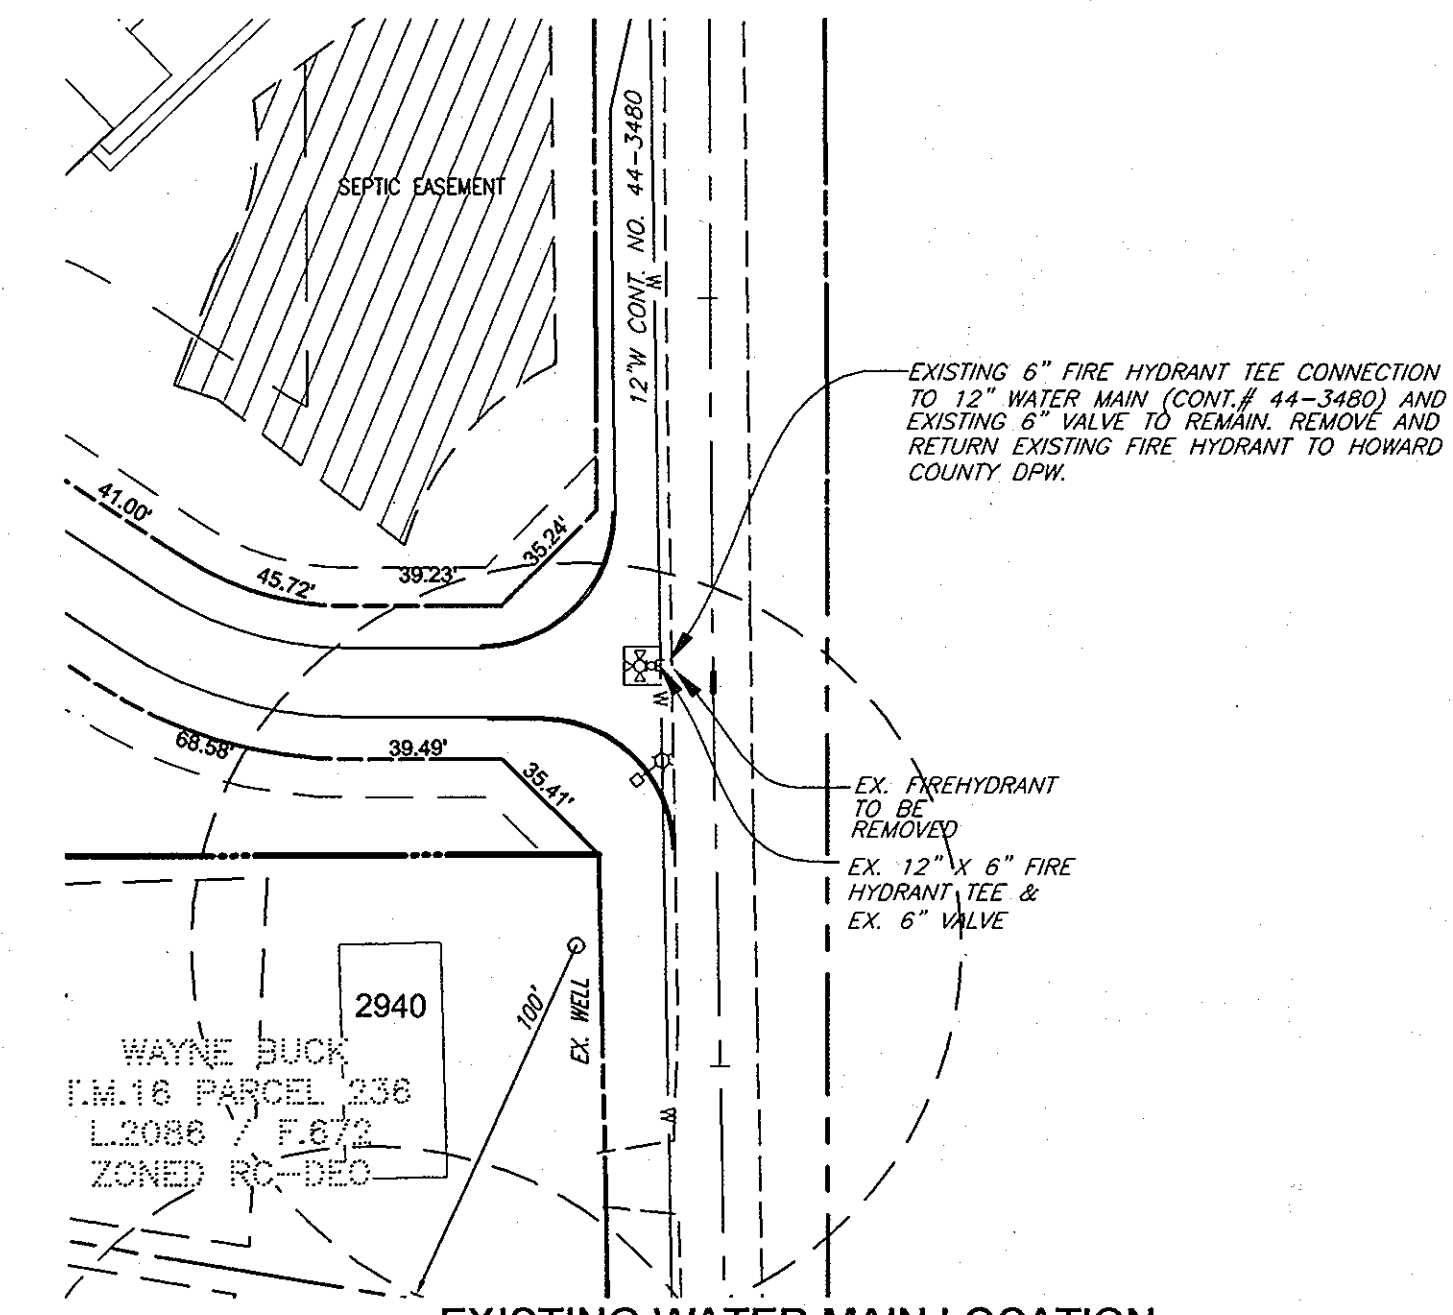 SEPTIC EASEMENT
12"W CONT. NO. 44-3480
W
EXISTING 6" FIRE HYDRANT TEE CONNECTION
TO 12" WATER MAIN (CONT.# 44-3480) AND
EXISTING 6" VALVE TO REMAIN. REMOVE AND
RETURN EXISTING FIRE HYDRANT TO HOWARD
COUNTY DPW.
41.00'
45.72'
39.23'
35.24'
W
68.58'
39.49'
35.41'
EX. FIREHYDRANT
TO BE
REMOVED
EX. 12" X 6" FIRE
HYDRANT TEE &
EX. 6" VALVE
2940
100'
EX. WELL
WAYNE BUCK
T.M.16 PARCEL 236
L.2086 / F.672
ZONED RC-DEO
W
EXISTING WATER MAIN LOCATION